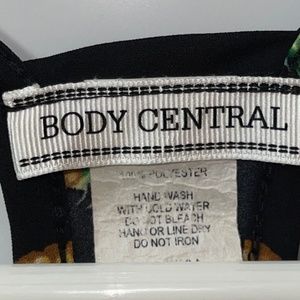 BODY CENTRAL
100% POLYESTER
HAND WASH
WITH COLD WATER
DO NOT BLEACH
HANG OR LINE DRY
DO NOT IRON